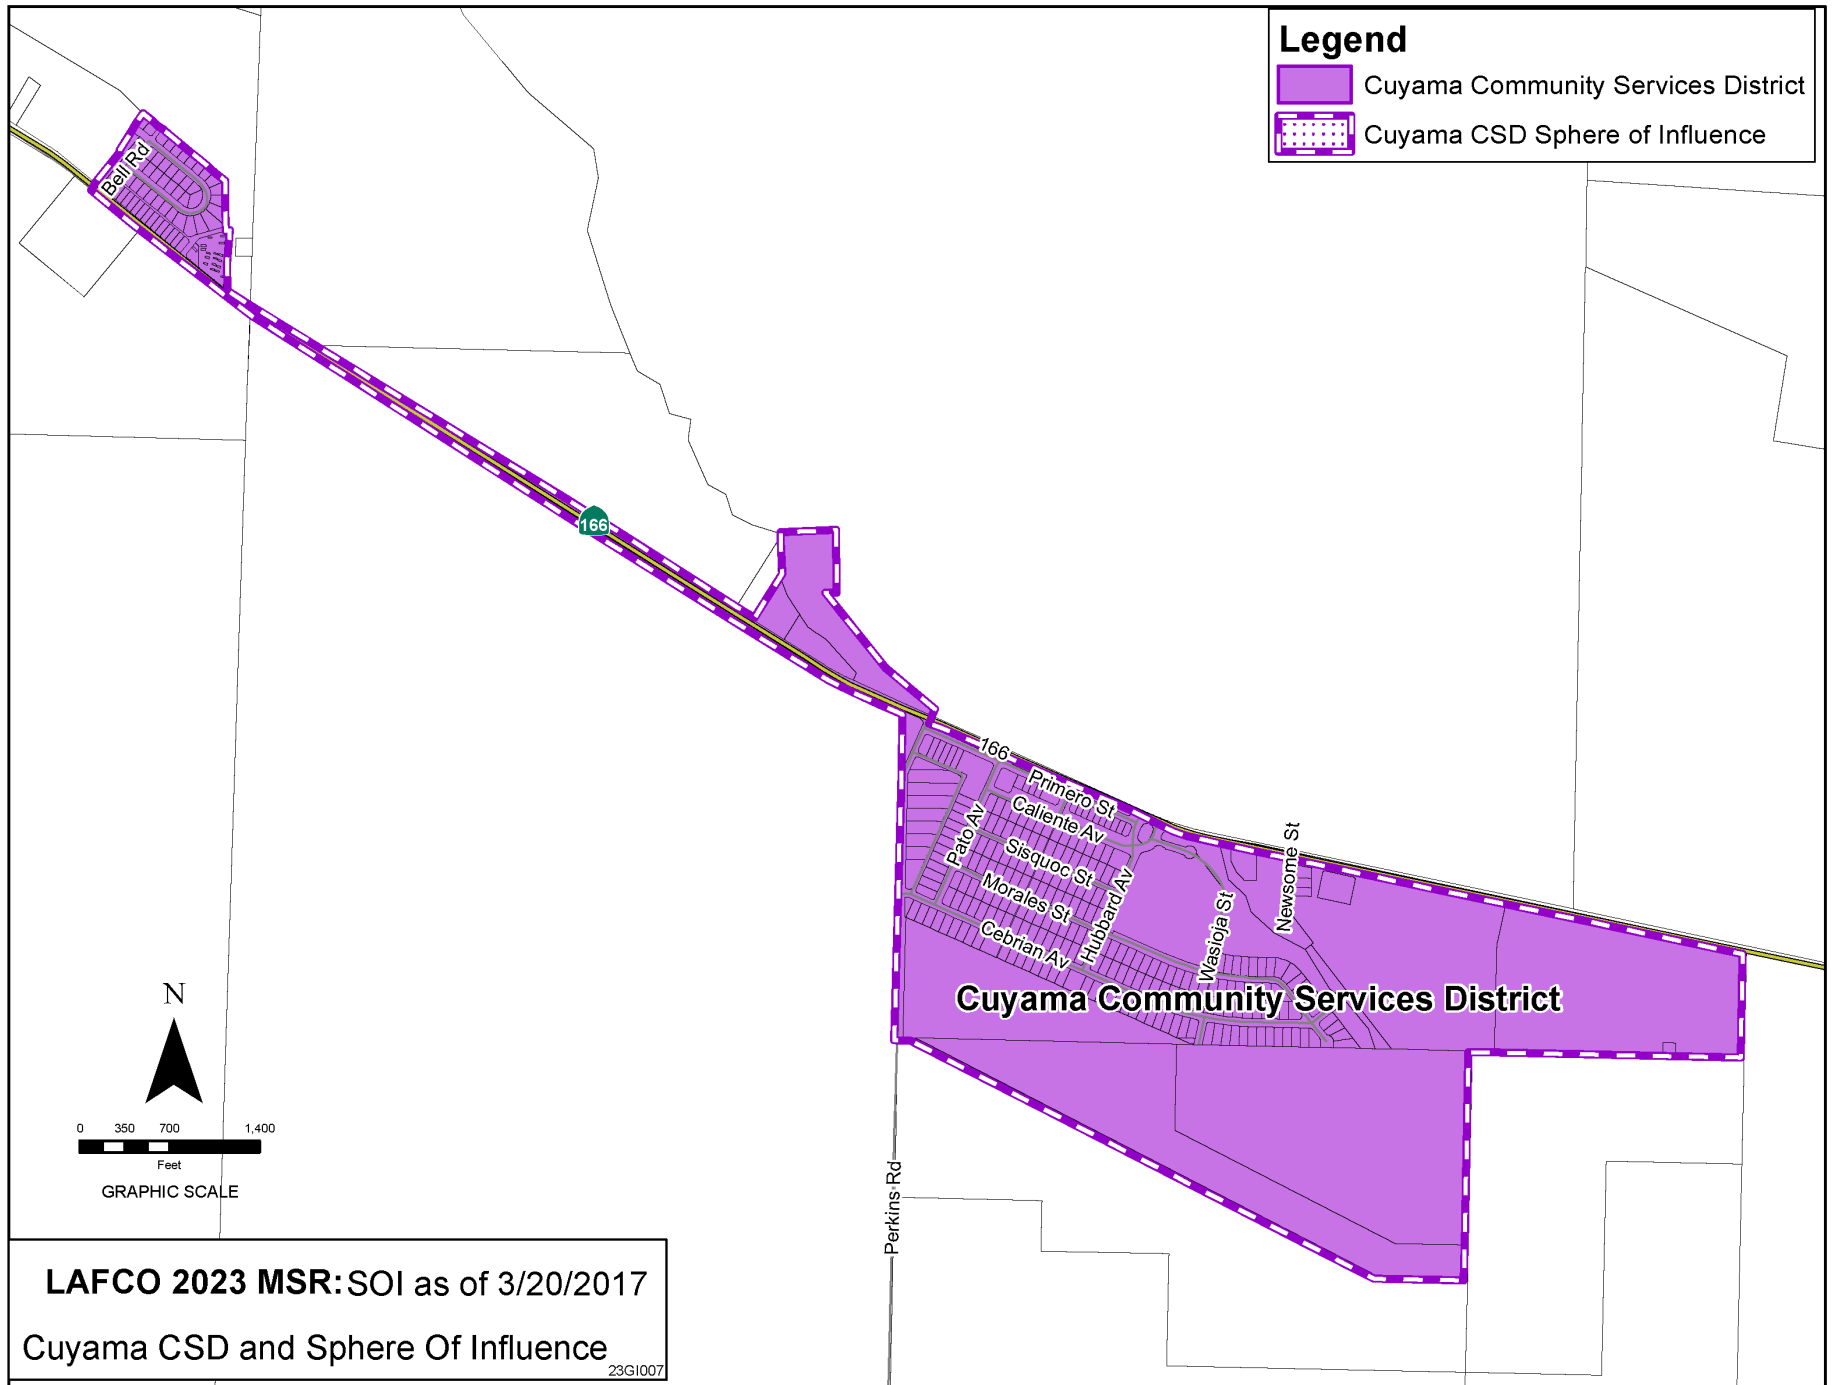 Legend
Cuyama Community Services District
Cuyama CSD Sphere of Influence
Bell Rd
166
166
Primero St
Caliente Av
Pato Av
Sisquoc St
Morales St
Hubbard Av
Cebrian Av
Wasioja St
Newsome St
Cuyama Community Services District
Perkins Rd
N
0 350 700 1,400
Feet
GRAPHIC SCALE
LAFCO 2023 MSR: SOI as of 3/20/2017
Cuyama CSD and Sphere Of Influence
23GI007